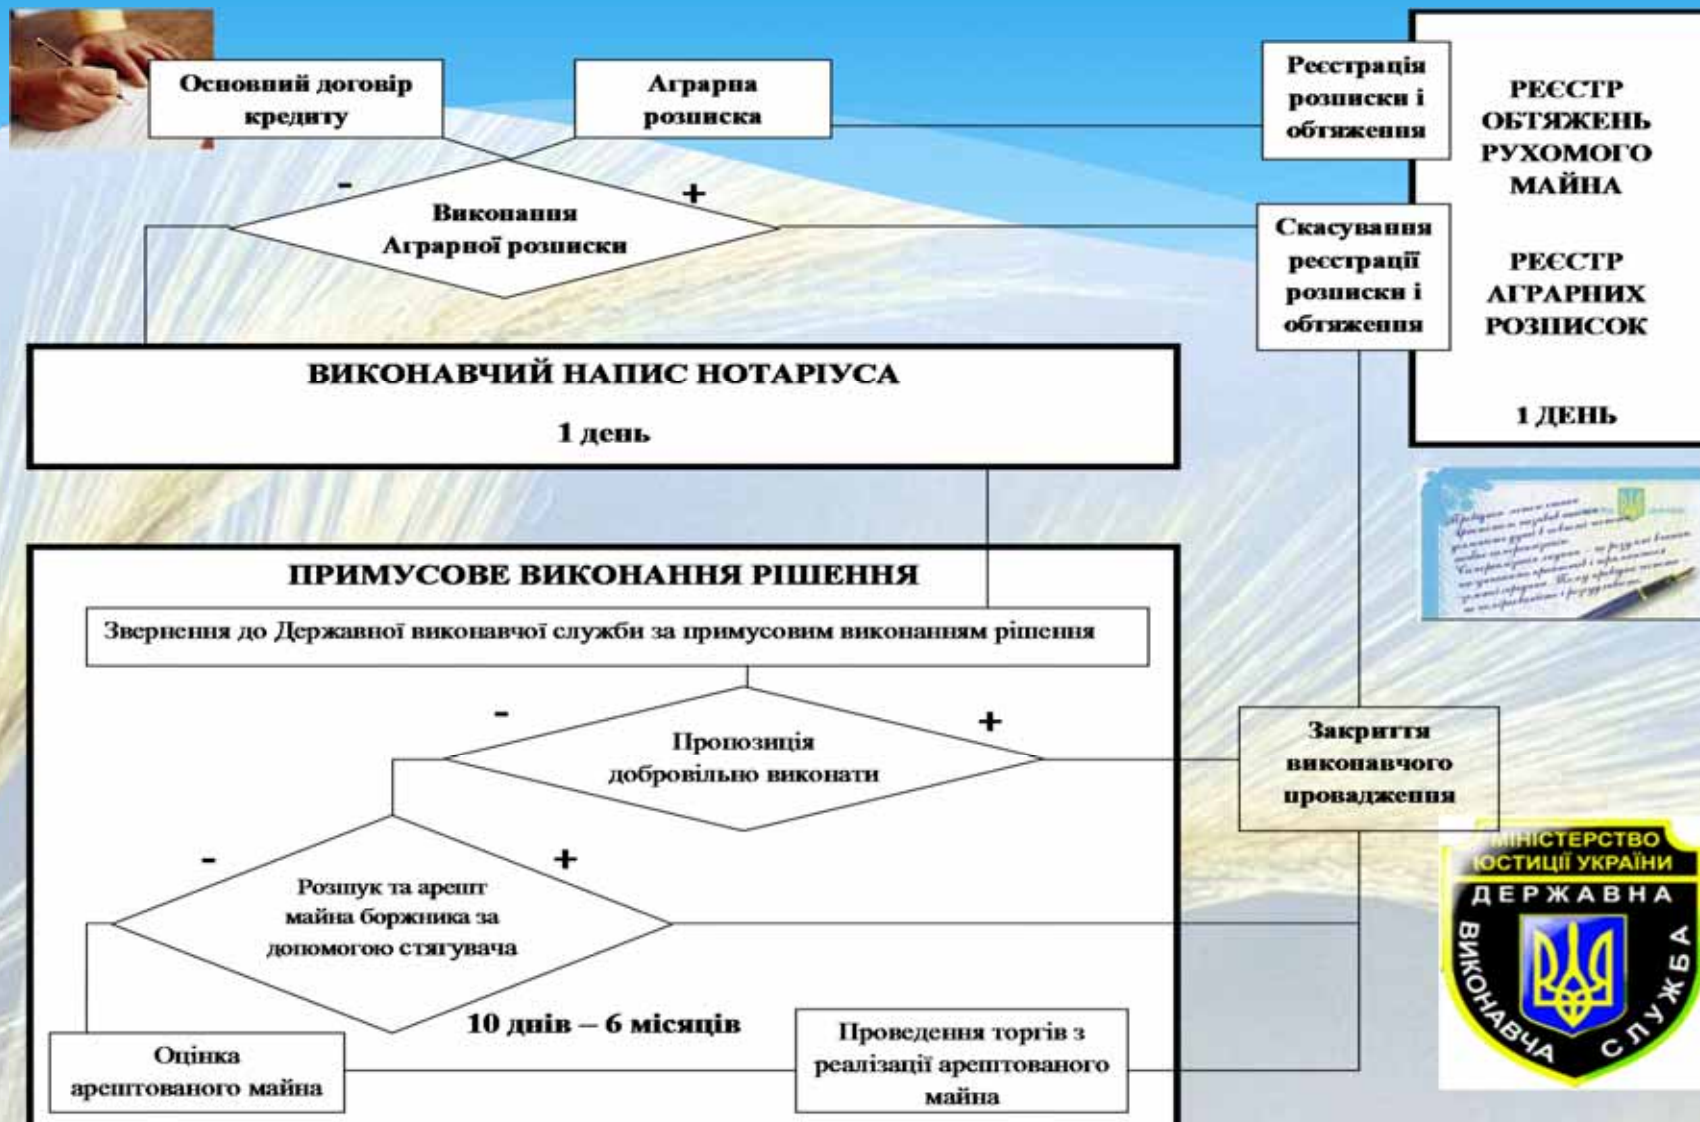 Основний договір
кредиту
Аграрна
розписка
Реєстрація
розписки і
обтяження
РЕЄСТР
ОБТЯЖЕНЬ
РУХОМОГО
МАЙНА
РЕЄСТР
АГРАРНИХ
РОЗПИСОК
1 ДЕНЬ
-
+
Виконання
Аграрної розписки
Скасування
реєстрації
розписки і
обтяження
ВИКОНАВЧИЙ НАПИС НОТАРІУСА
1 день
ПРИМУСОВЕ ВИКОНАННЯ РІШЕННЯ
Звернення до Державної виконавчої служби за примусовим виконанням рішення
-
+
Пропозиція
добровільно виконати
Закриття
виконавчого
провадження
-
+
Розшук та арешт
майна боржника за
допомогою стягувача
10 днів – 6 місяців
Оцінка
арештованого майна
Проведення торгів з
реалізації арештованого
майна
МІНІСТЕРСТВО
ЮСТИЦІЇ УКРАЇНИ
ДЕРЖАВНА
ВИКОНАВЧА СЛУЖБА